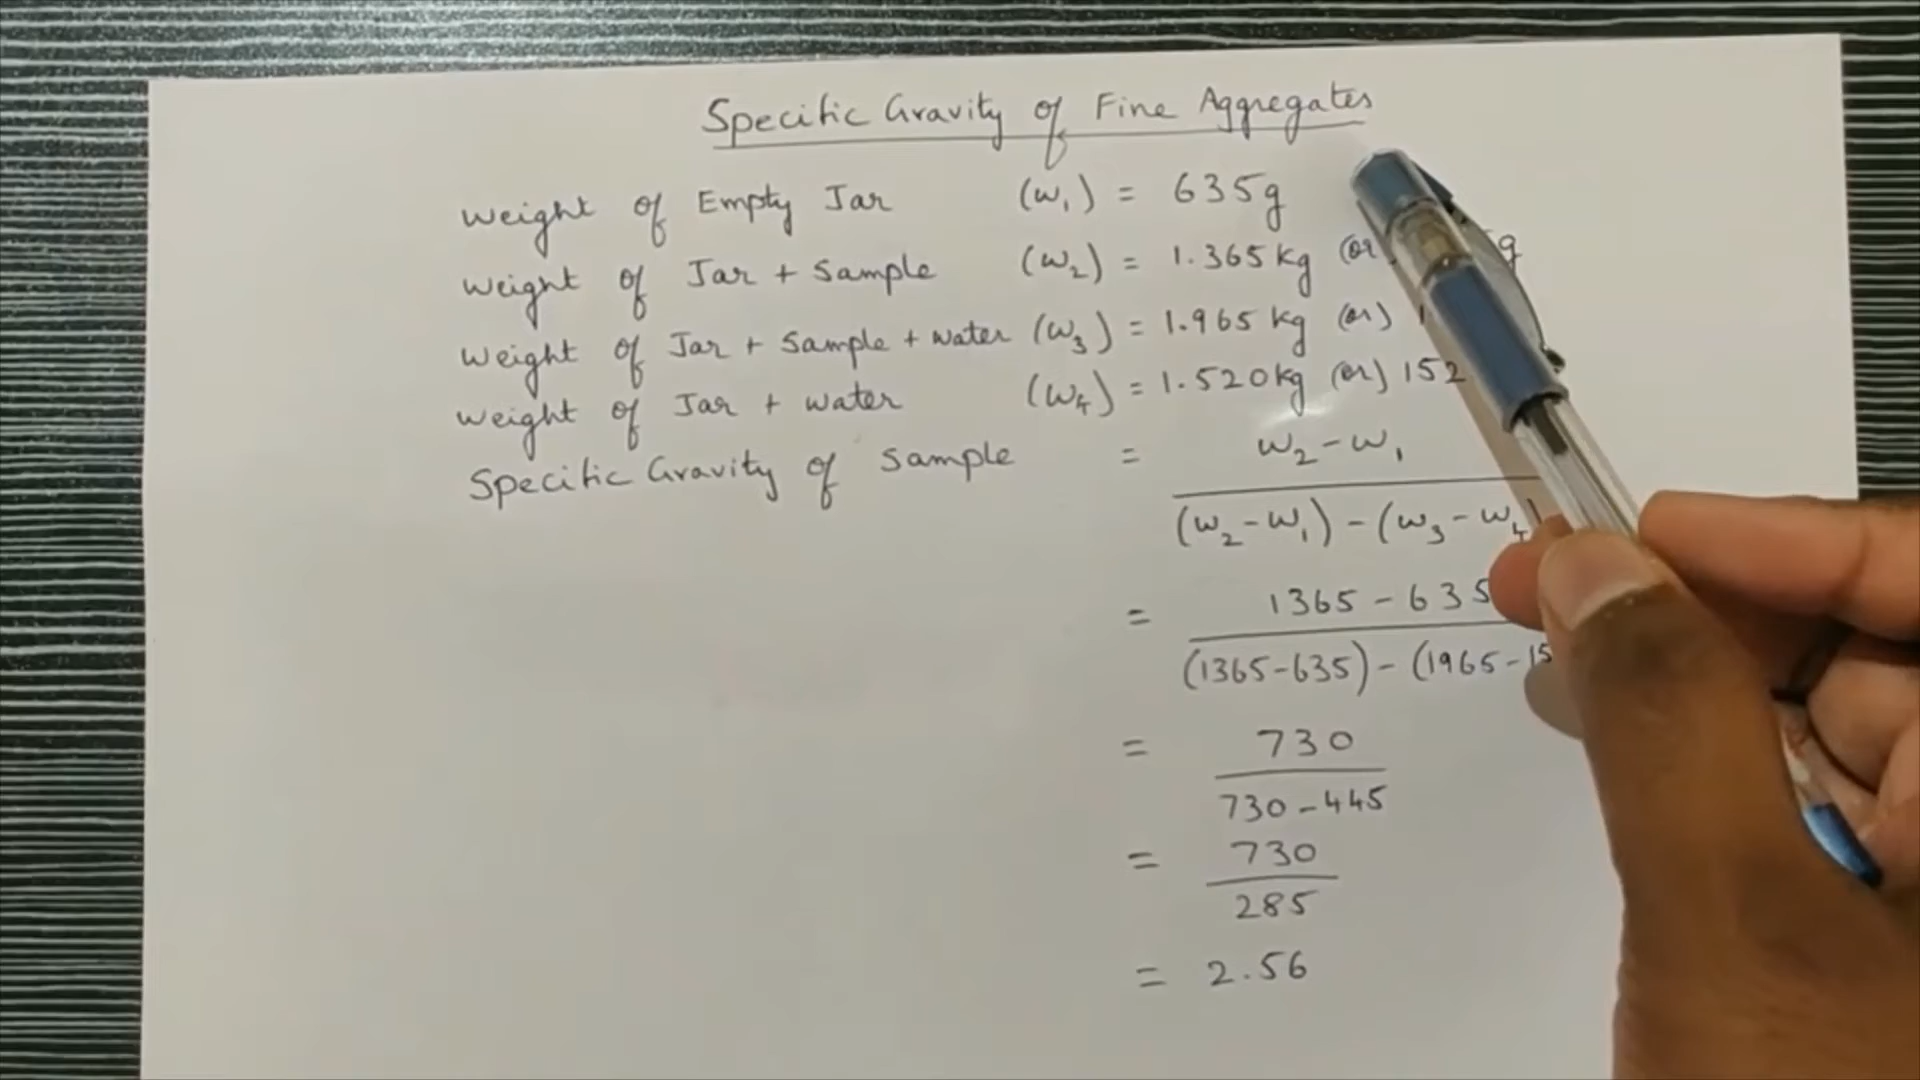 Specific Gravity of Fine Aggregates
Weight of Empty Jar (W₁) = 635g
Weight of Jar + Sample (W₂) = 1.365 kg (or) g
Weight of Jar + Sample + Water (W₃) = 1.965 kg (or) 1
Weight of Jar + Water (W₄) = 1.520kg (or) 152
Specific Gravity of Sample = W₂ - W₁
(W₂ - W₁) - (W₃ - W₄)
= 1365 - 635
(1365-635) - (1965-15
= 730
730 - 445
= 730
285
= 2.56